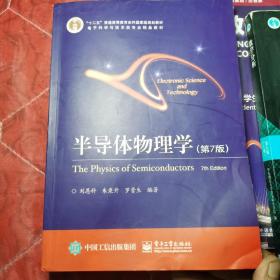 "十二五"普通高等教育本科国家级规划教材
电子科学与技术类专业精品教材
Electronic Science and
Technology
半导体物理学(第7版)
The Physics of Semiconductors 7th Edition
刘恩科 朱秉升 罗晋生 编著
中国工信出版集团
电子工业出版社